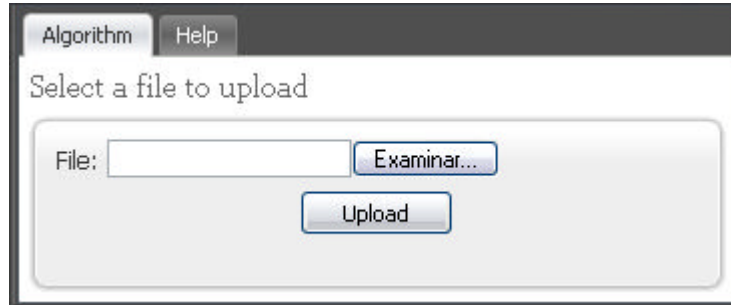 Algorithm Help
Select a file to upload
File: Examinar...
Upload